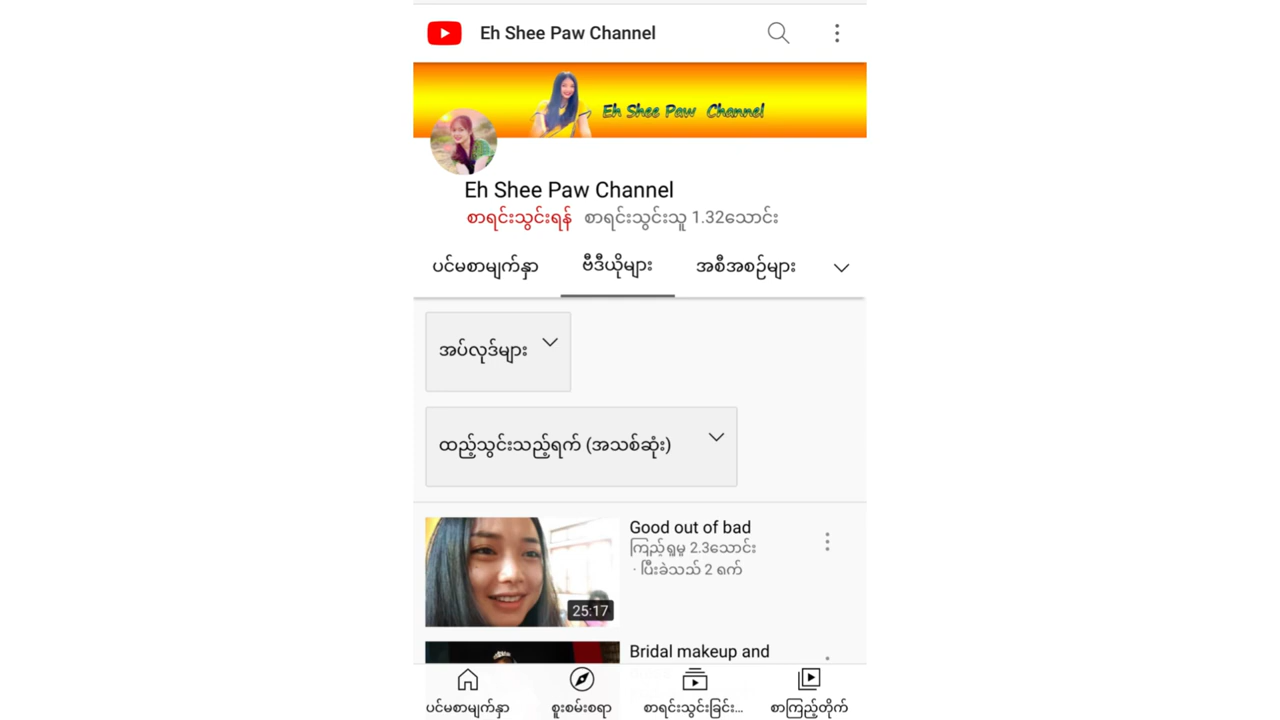 Eh Shee Paw Channel
Eh Shee Paw Channel
Eh Shee Paw Channel
စာရင်းသွင်းရန် စာရင်းသွင်းသူ 1.32သောင်း
ပင်မစာမျက်နှာ ဗီဒီယိုများ အစီအစဉ်များ
အပ်လုဒ်များ
ထည့်သွင်းသည့်ရက် (အသစ်ဆုံး)
Good out of bad
ကြည့်ရှုမှု 2.3သောင်း
· ပြီးခဲ့သည် 2 ရက်
25:17
Bridal makeup and
ပင်မစာမျက်နှာ စူးစမ်းစရာ စာရင်းသွင်းခြင်း... စာကြည့်တိုက်